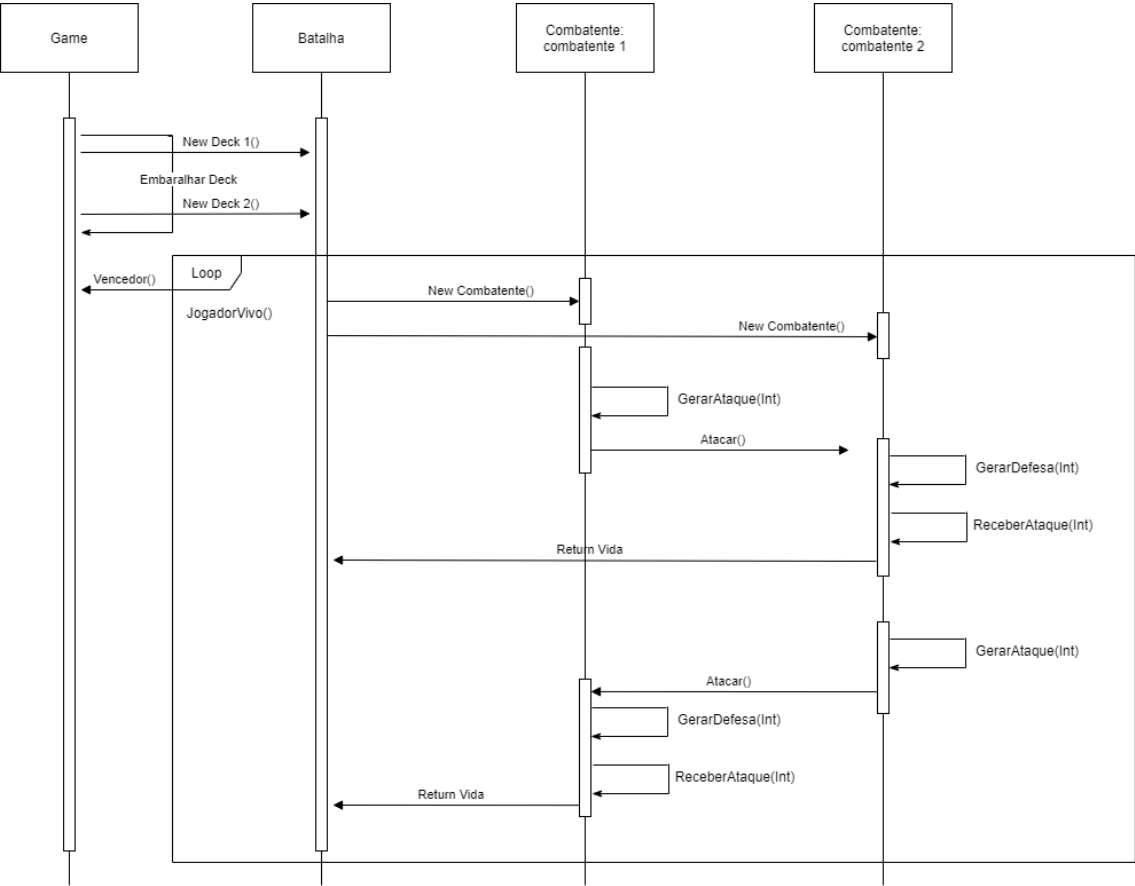 Game
Batalha
Combatente:
combatente 1
Combatente:
combatente 2
New Deck 1()
Embaralhar Deck
New Deck 2()
Loop
Vencedor()
JogadorVivo()
New Combatente()
New Combatente()
GerarAtaque(Int)
Atacar()
GerarDefesa(Int)
ReceberAtaque(Int)
Return Vida
GerarAtaque(Int)
Atacar()
GerarDefesa(Int)
ReceberAtaque(Int)
Return Vida